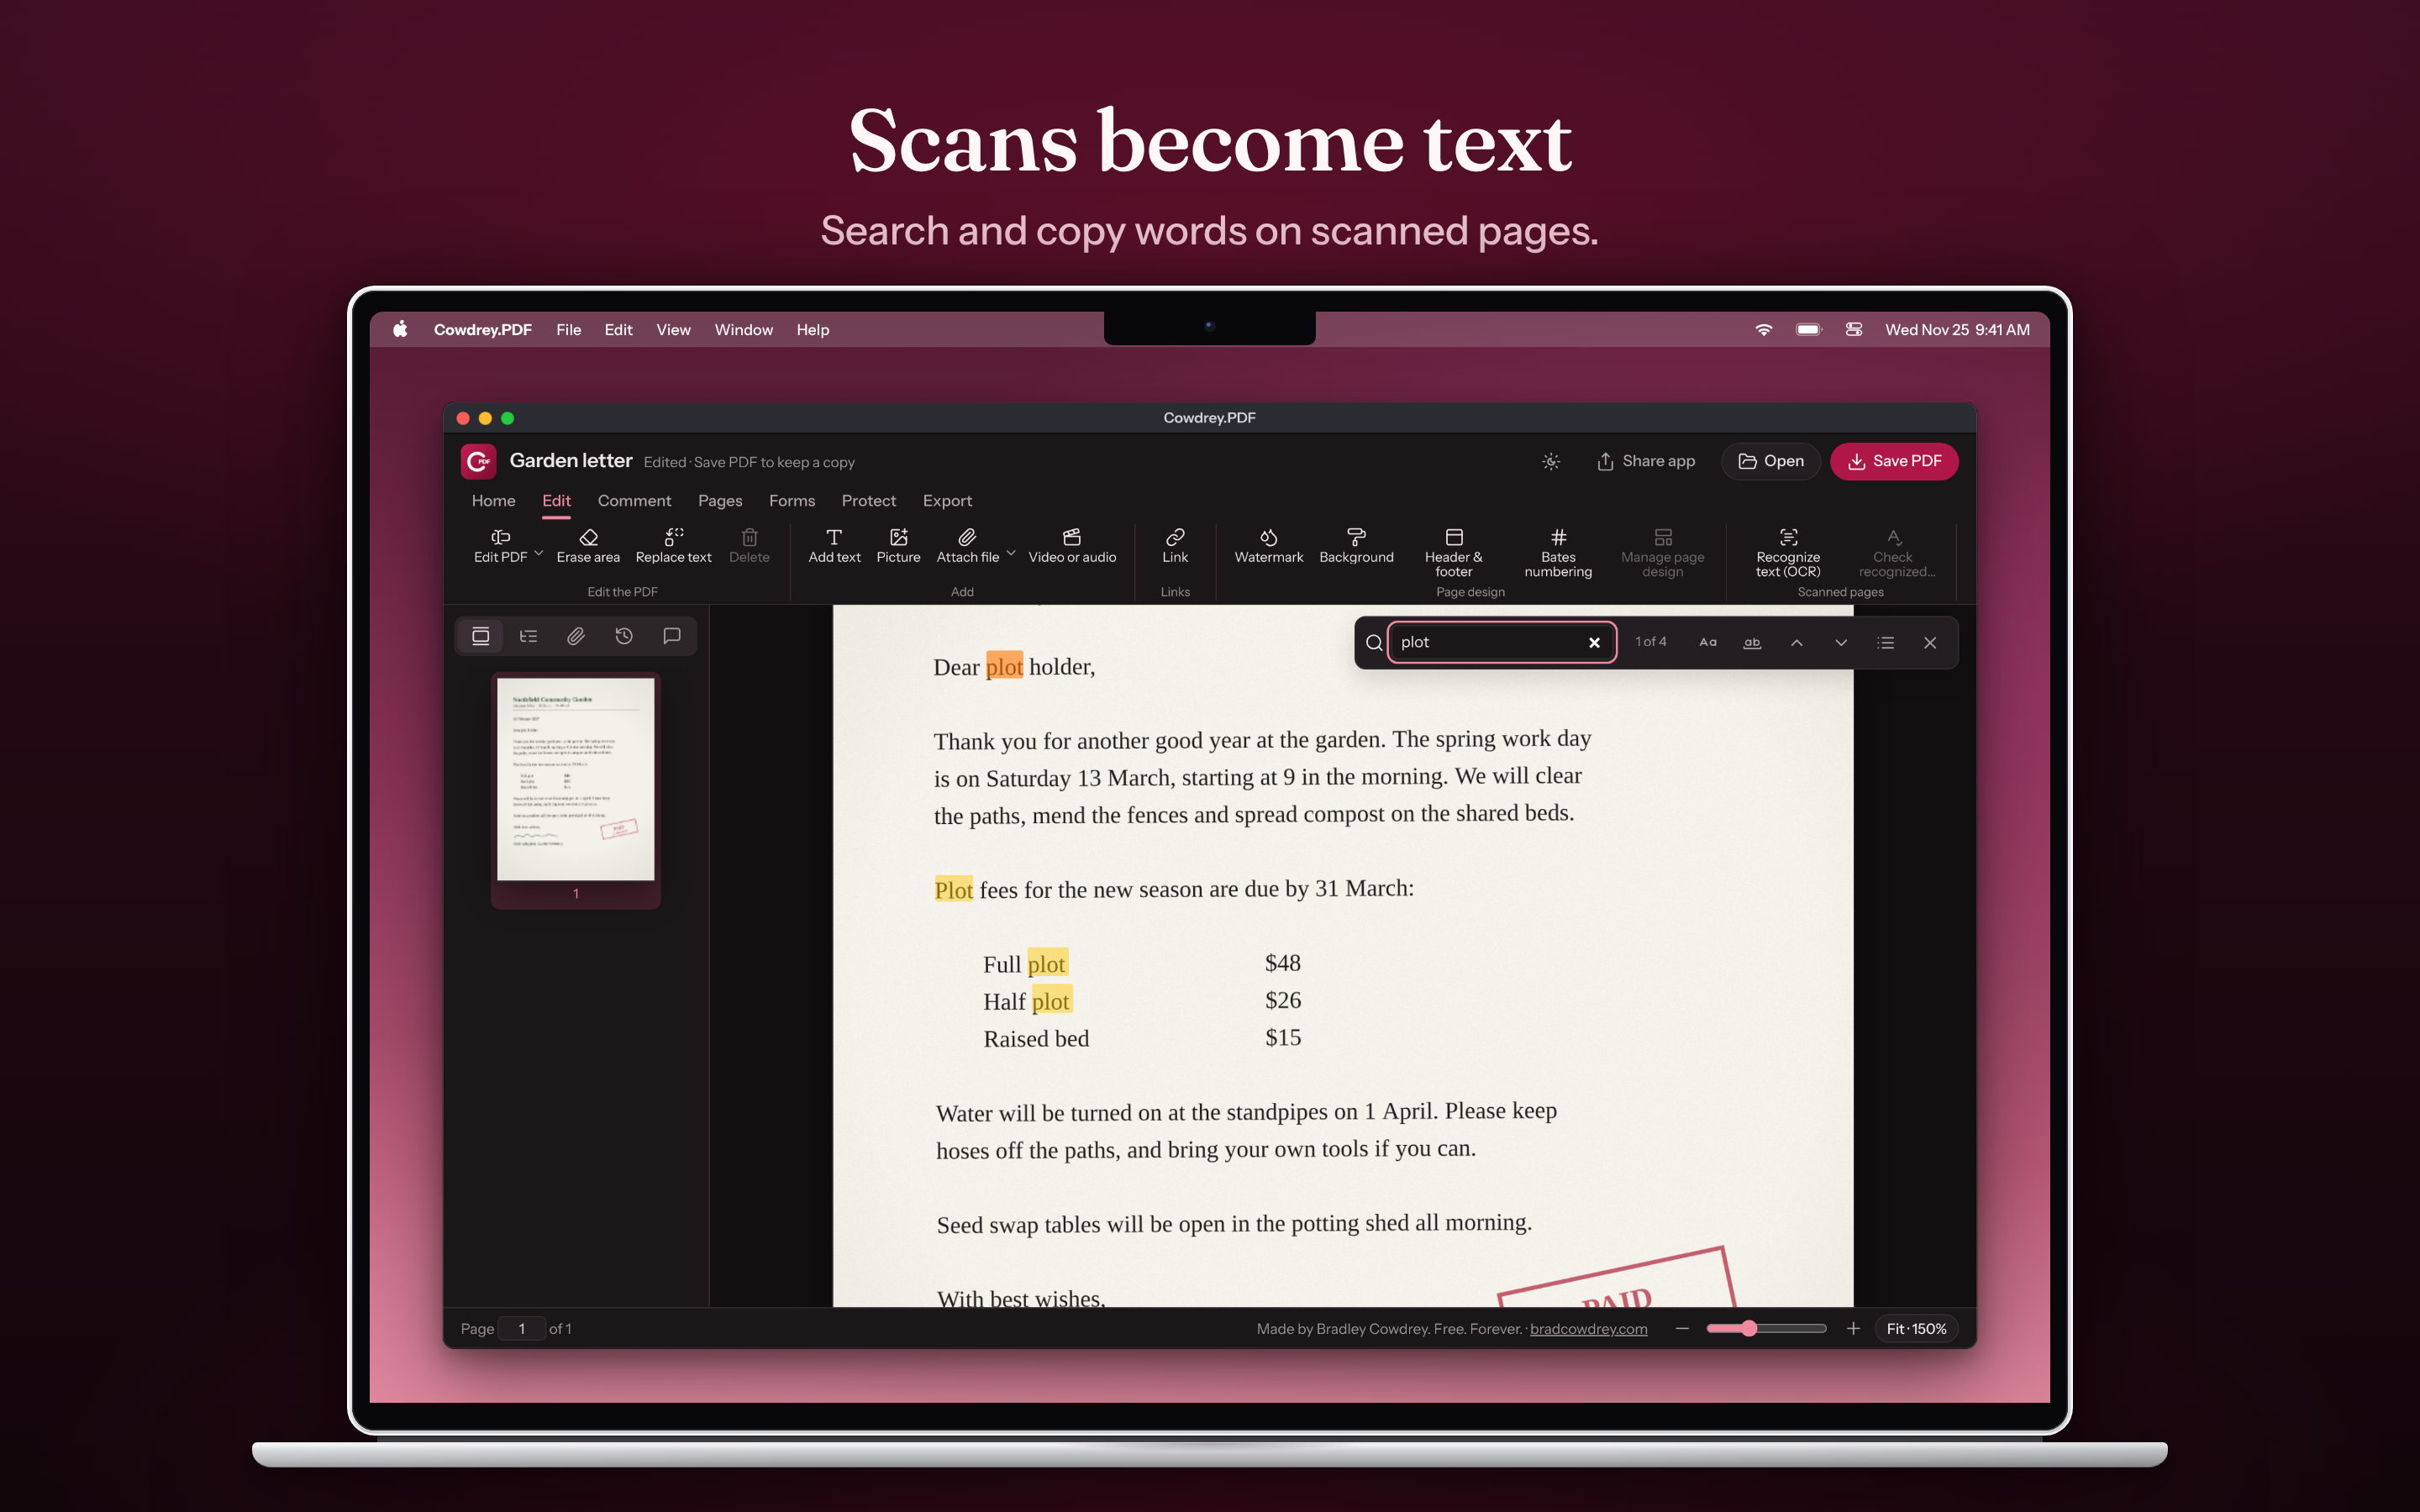 Scans become text
Search and copy words on scanned pages.
Cowdrey.PDF File Edit View Window Help
Wed Nov 25 9:41 AM
Cowdrey.PDF
PDF
Garden letter Edited · Save PDF to keep a copy
Share app Open Save PDF
Home Edit Comment Pages Forms Protect Export
Edit PDF Erase area Replace text Delete
Edit the PDF
Add text Picture Attach file Video or audio
Add
Link
Links
Watermark Background Header & footer Bates numbering Manage page design
Page design
Recognize text (OCR) Check recognized...
Scanned pages
plot 1 of 4 Aa ab
Northfield Community Garden
1
Dear plot holder,
Thank you for another good year at the garden. The spring work day
is on Saturday 13 March, starting at 9 in the morning. We will clear
the paths, mend the fences and spread compost on the shared beds.
Plot fees for the new season are due by 31 March:
Full plot $48
Half plot $26
Raised bed $15
Water will be turned on at the standpipes on 1 April. Please keep
hoses off the paths, and bring your own tools if you can.
Seed swap tables will be open in the potting shed all morning.
With best wishes,
PAID
Page 1 of 1
Made by Bradley Cowdrey. Free. Forever. · bradcowdrey.com
Fit · 150%